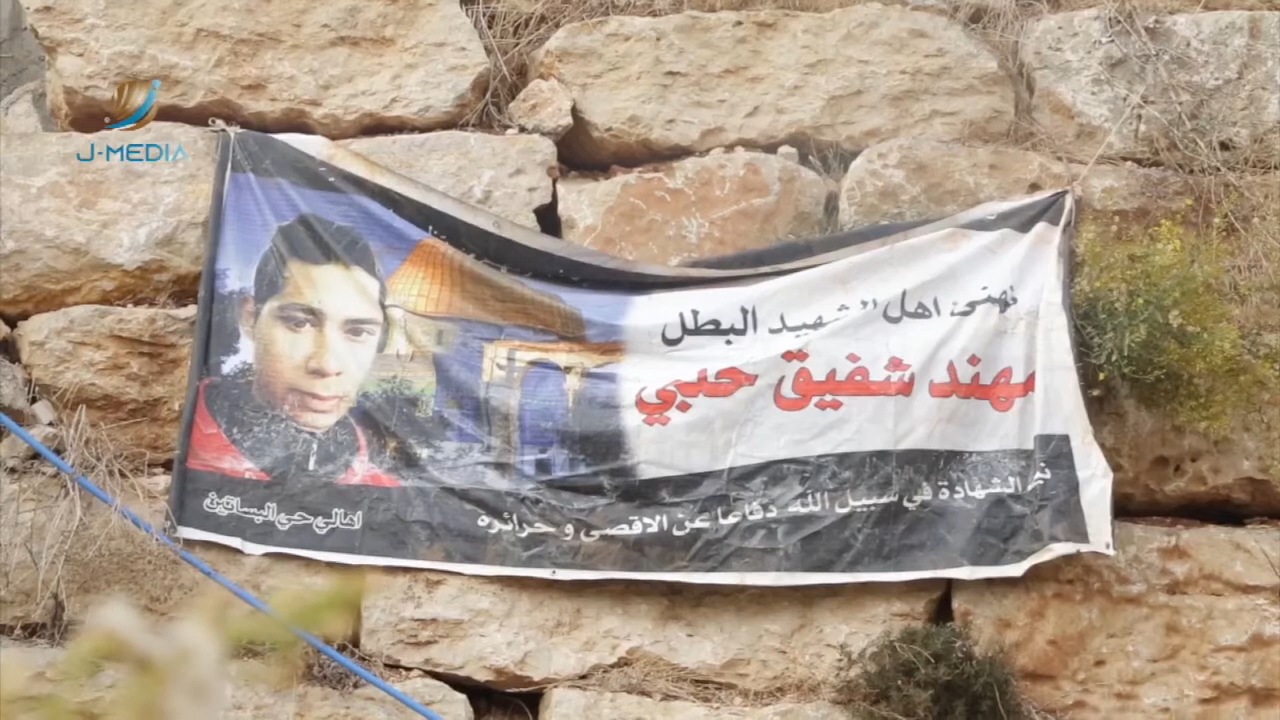 J-MEDIA
نهنئ اهل الشهيد البطل
مهند شفيق حبي
الشهادة في سبيل الله دفاعا عن الاقصى و حرائره
اهالي حي البساتين